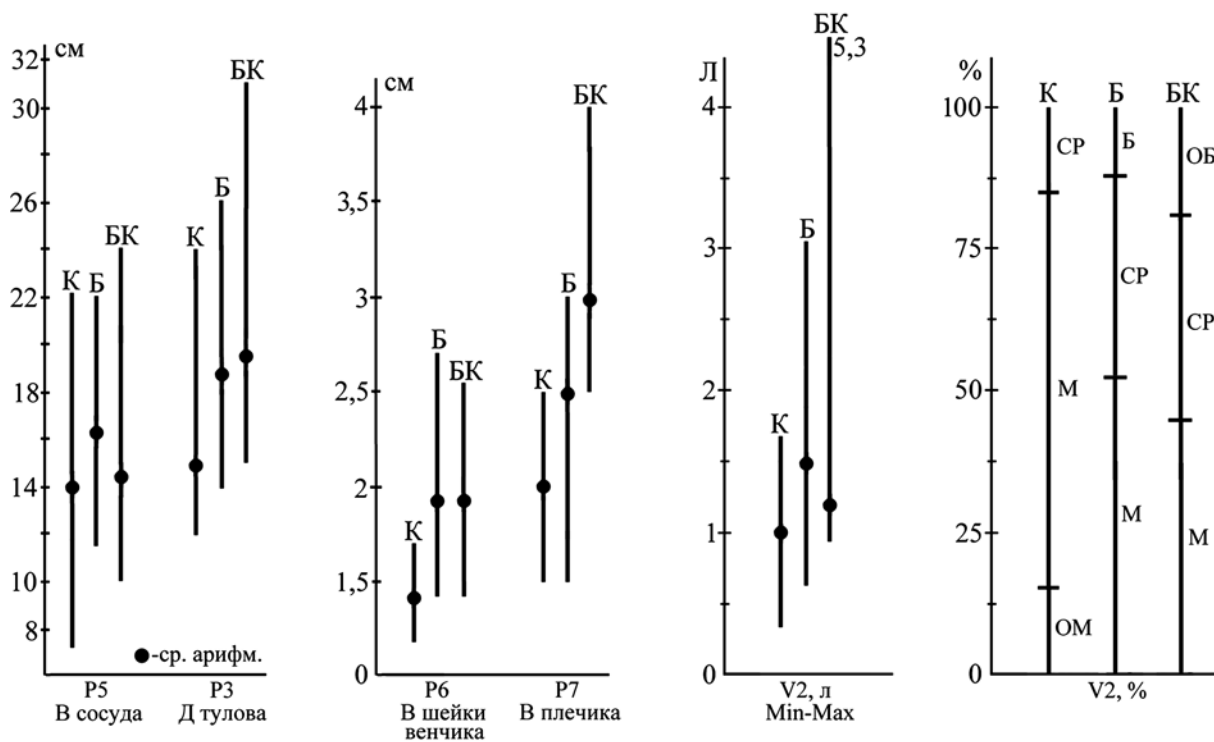 см
32
30
26
22
18
14
10
8
К
Б
БК
К
Б
БК
-ср. арифм.
P5
В сосуда
P3
Д тулова
см
4
3,5
3
2,5
2
1,5
0
К
Б
БК
К
Б
БК
P6
В шейки
венчика
P7
В плечика
Л
4
3
2
1
0
К
Б
БК
5,3
V2, л
Min-Max
%
100
75
50
25
0
К
Б
БК
СР
М
ОМ
Б
СР
М
ОБ
СР
М
V2, %